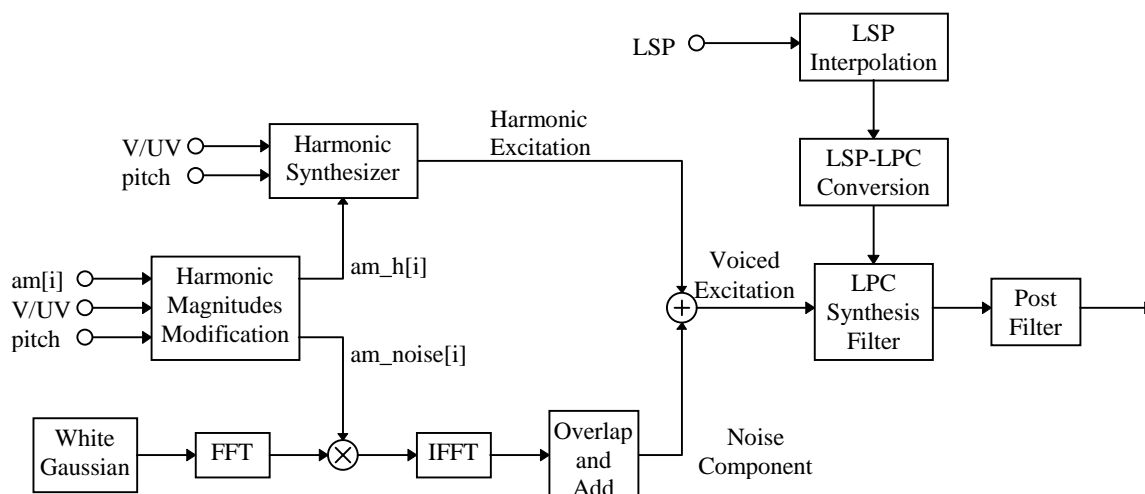 LSP
LSP
Interpolation
Harmonic
Excitation
V/UV
pitch
Harmonic
Synthesizer
LSP-LPC
Conversion
am[i]
V/UV
pitch
Harmonic
Magnitudes
Modification
am_h[i]
am_noise[i]
Voiced
Excitation
+
LPC
Synthesis
Filter
Post
Filter
White
Gaussian
FFT
×
IFFT
Overlap
and
Add
Noise
Component